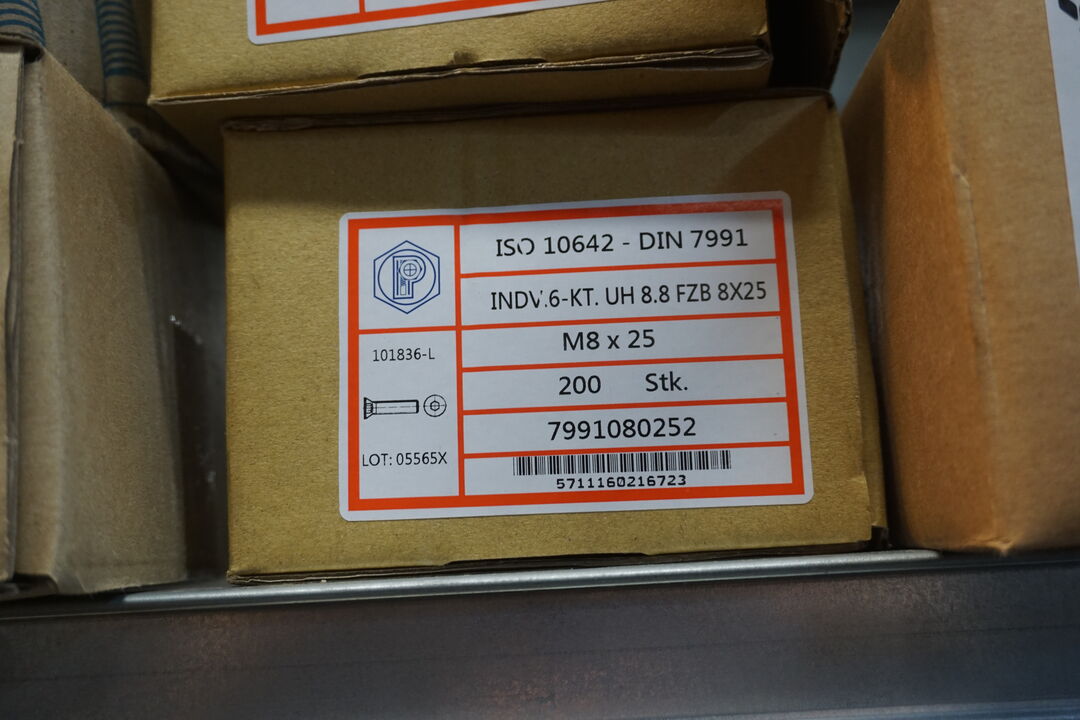 ISO 10642 - DIN 7991
INDV.6-KT. UH 8.8 FZB 8X25
M8 x 25
101836-L
200 Stk.
7991080252
LOT: 05565X
5711160216723